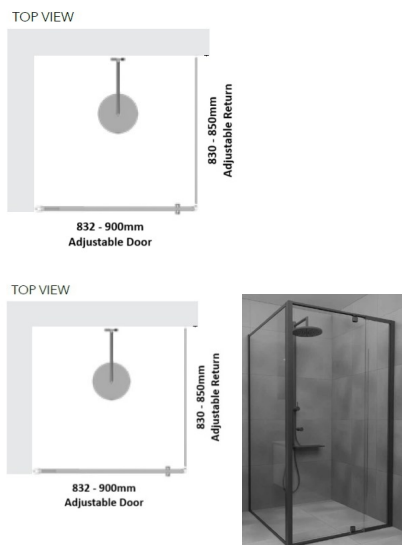 TOP VIEW
830 - 850mm
Adjustable Return
832 - 900mm
Adjustable Door
TOP VIEW
830 - 850mm
Adjustable Return
832 - 900mm
Adjustable Door